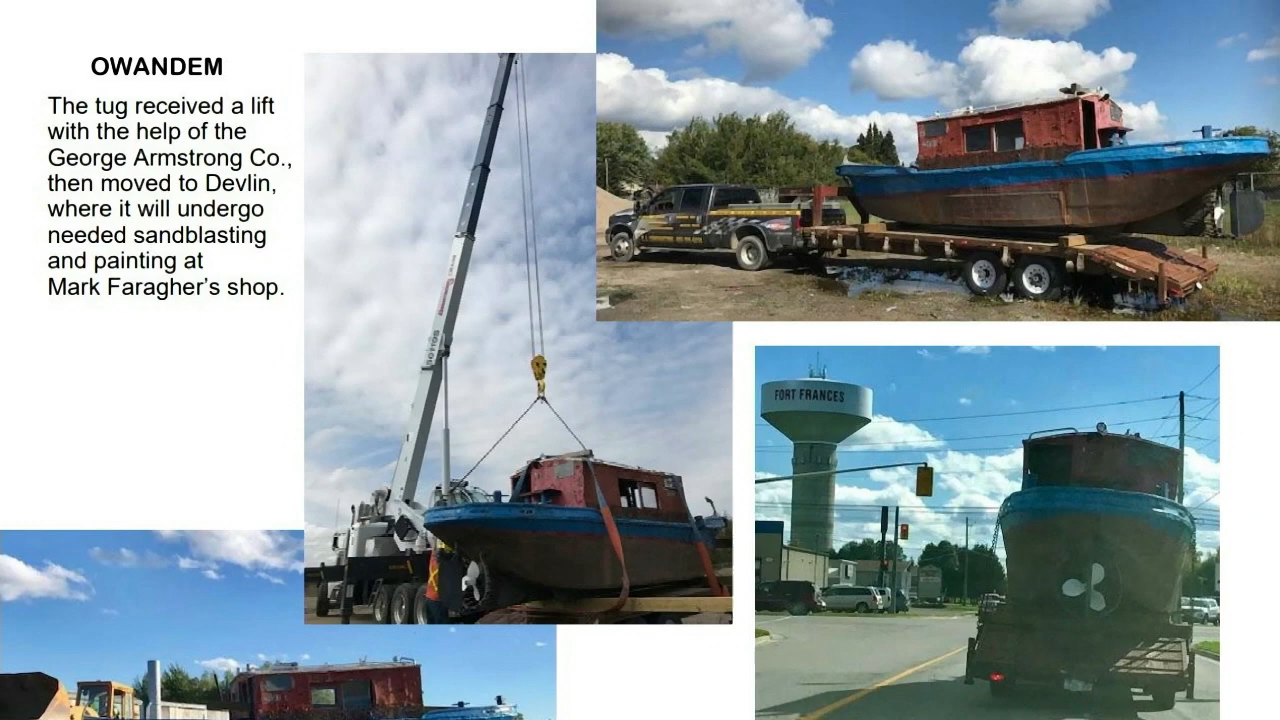 OWANDEM
The tug received a lift
with the help of the
George Armstrong Co.,
then moved to Devlin,
where it will undergo
needed sandblasting
and painting at
Mark Faragher’s shop.
FORT FRANCES